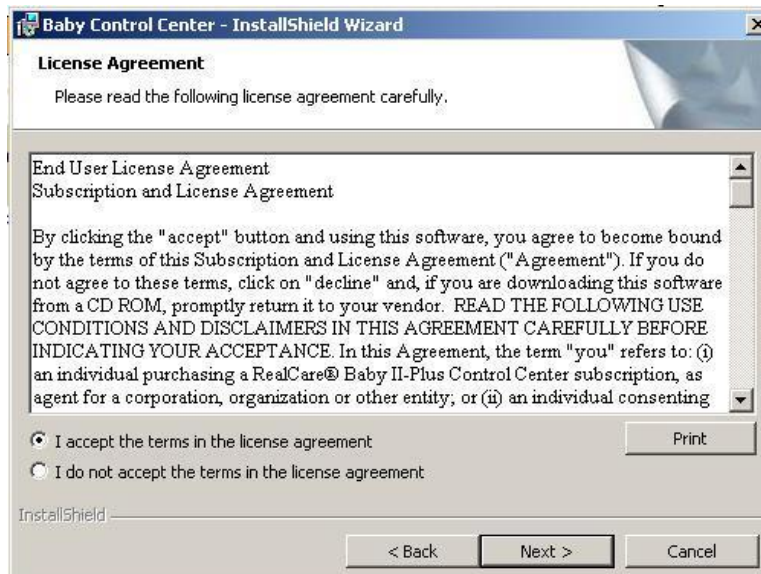 Baby Control Center - InstallShield Wizard
License Agreement
Please read the following license agreement carefully.
End User License Agreement
Subscription and License Agreement
By clicking the "accept" button and using this software, you agree to become bound
by the terms of this Subscription and License Agreement ("Agreement"). If you do
not agree to these terms, click on "decline" and, if you are downloading this software
from a CD ROM, promptly return it to your vendor. READ THE FOLLOWING USE
CONDITIONS AND DISCLAIMERS IN THIS AGREEMENT CAREFULLY BEFORE
INDICATING YOUR ACCEPTANCE. In this Agreement, the term "you" refers to: (i)
an individual purchasing a RealCare® Baby II-Plus Control Center subscription, as
agent for a corporation, organization or other entity; or (ii) an individual consenting
I accept the terms in the license agreement
Print
I do not accept the terms in the license agreement
InstallShield
< Back
Next >
Cancel